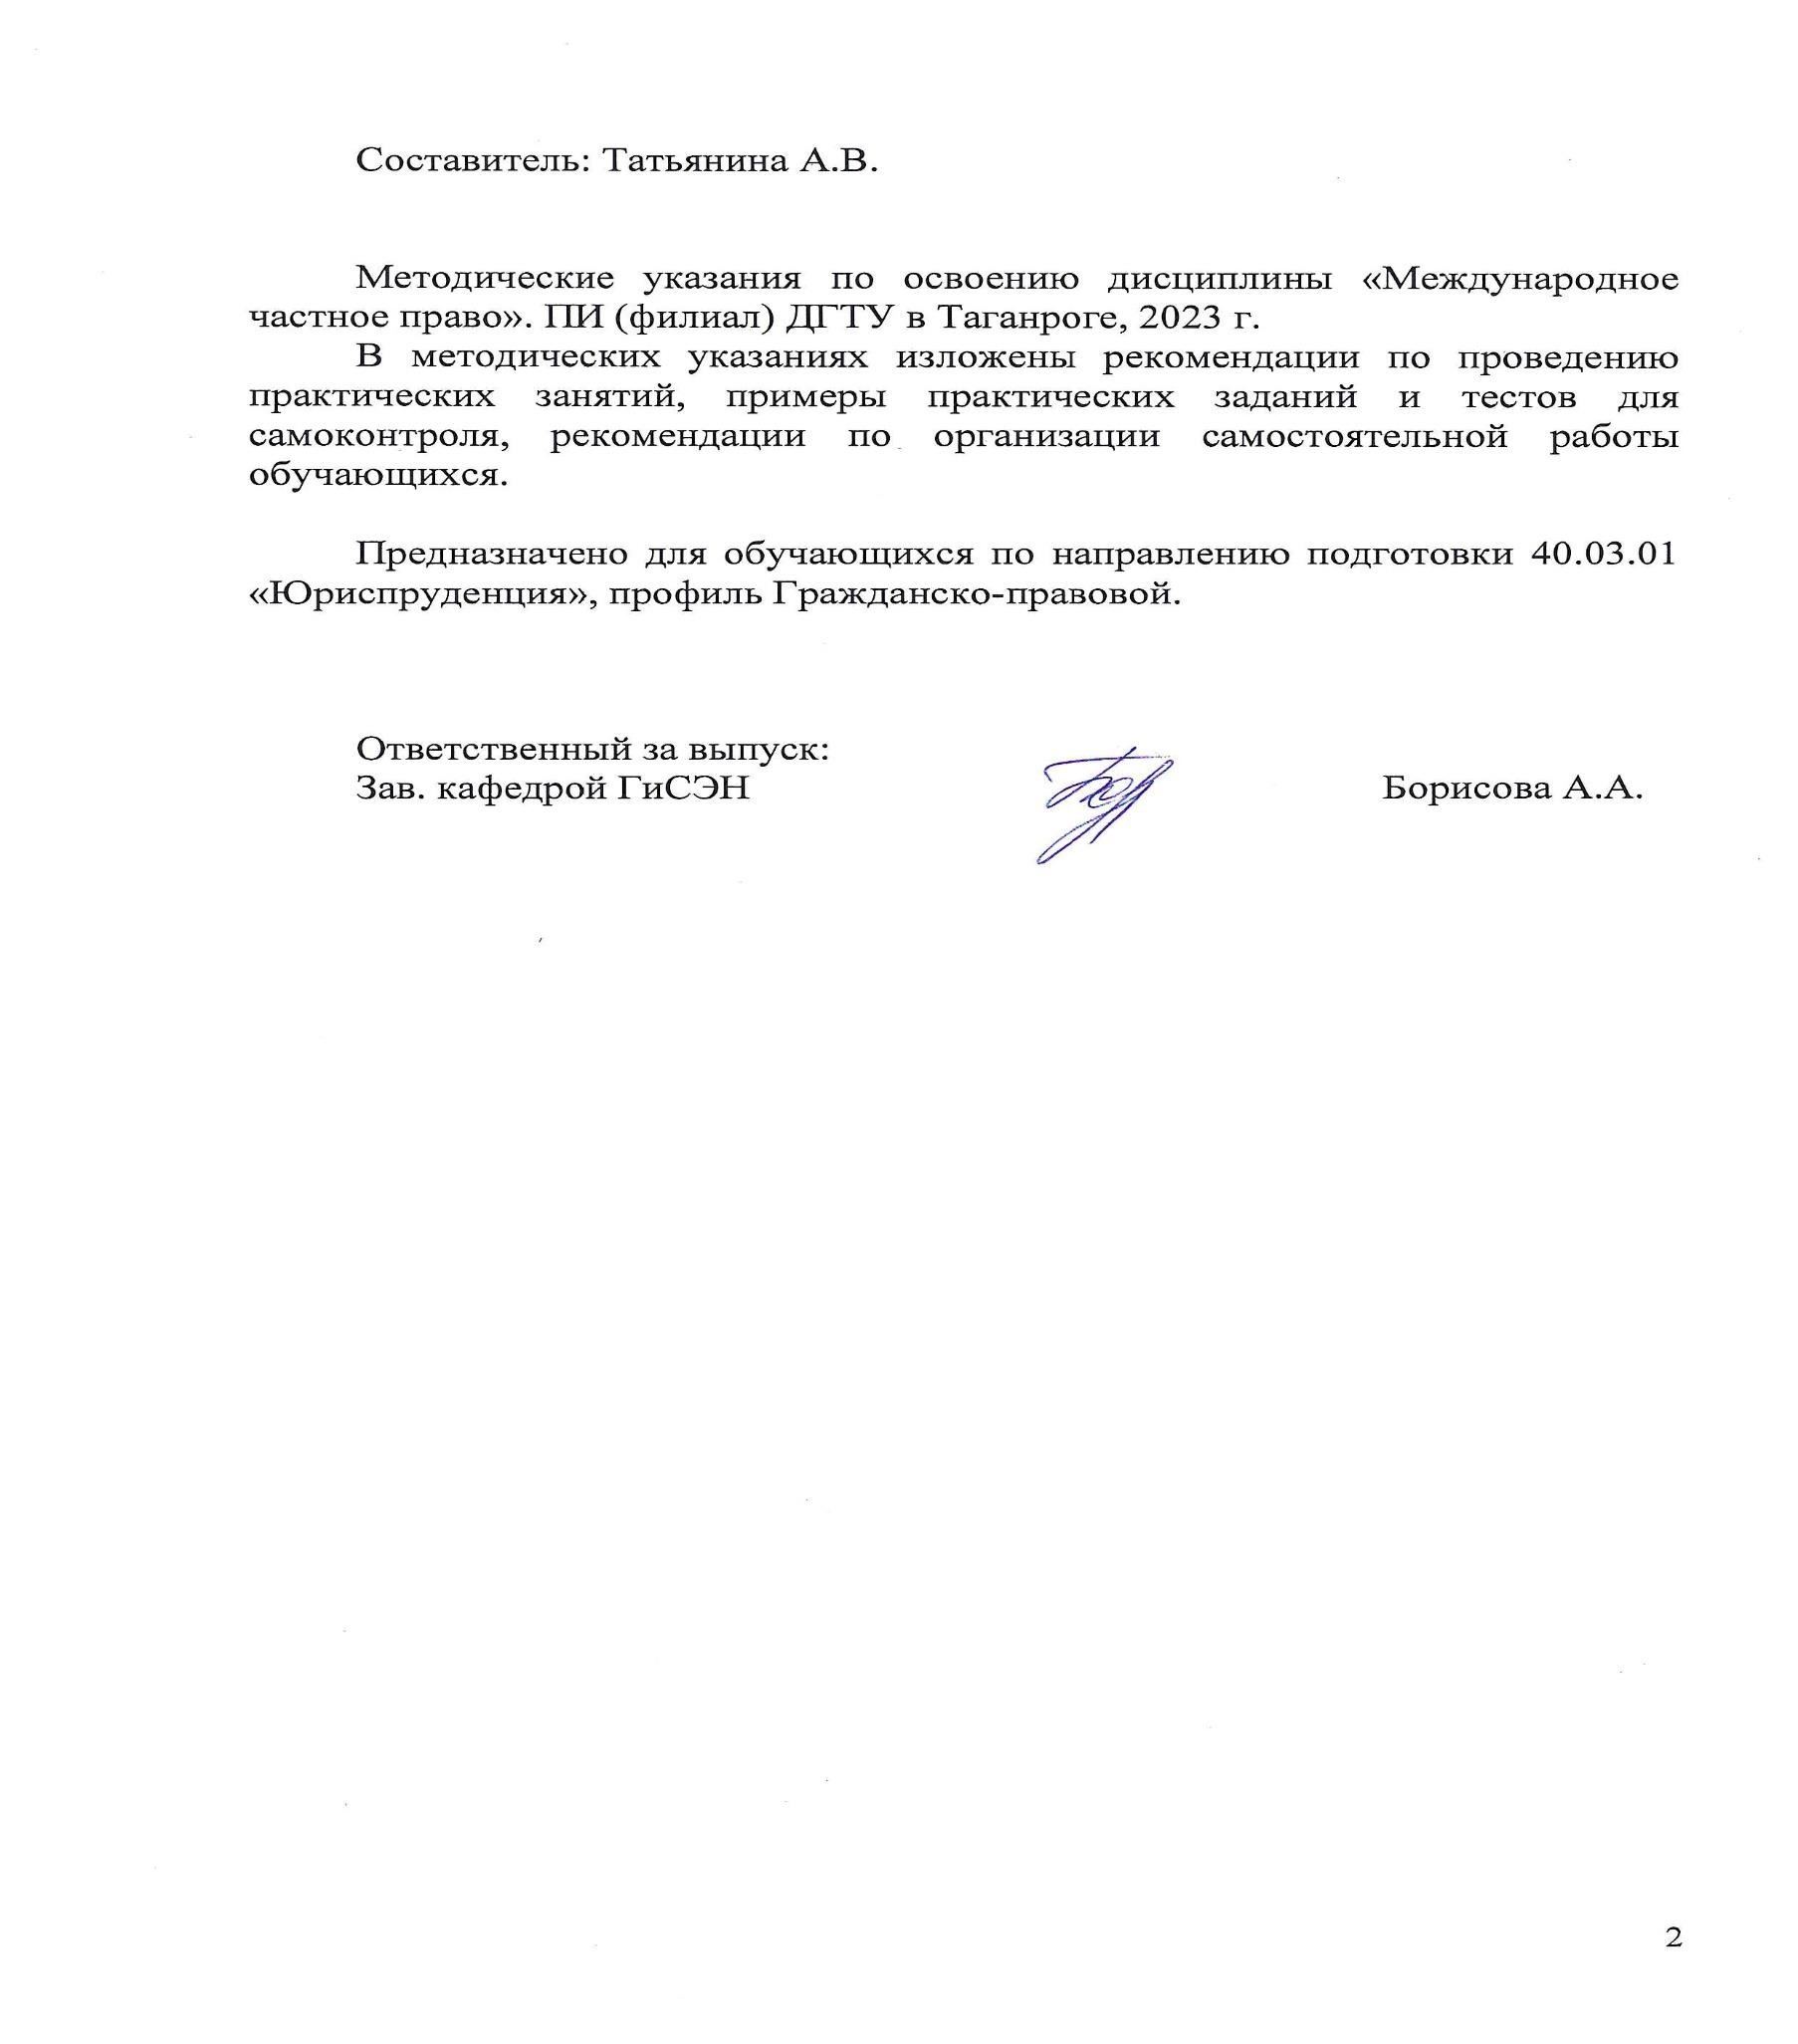 Составитель: Татьянина А.В.
Методические указания по освоению дисциплины «Международное
частное право». ПИ (филиал) ДГТУ в Таганроге, 2023 г.
В методических указаниях изложены рекомендации по проведению
практических занятий, примеры практических заданий и тестов для
самоконтроля, рекомендации по организации самостоятельной работы
обучающихся.
Предназначено для обучающихся по направлению подготовки 40.03.01
«Юриспруденция», профиль Гражданско-правовой.
Ответственный за выпуск:
Зав. кафедрой ГиСЭН Борисова А.А.
2